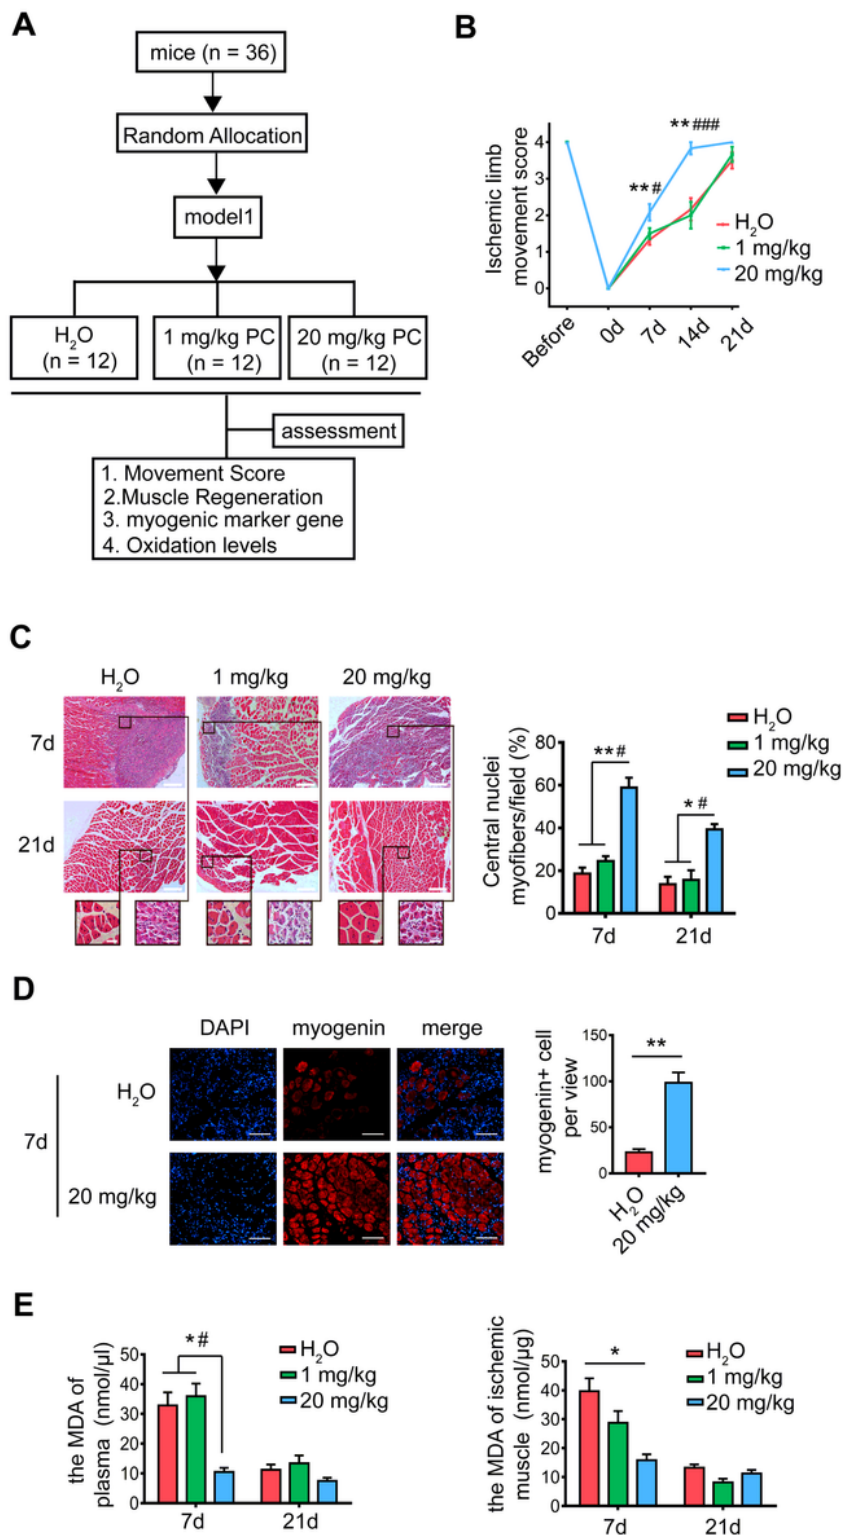 A
mice (n = 36)
Random Allocation
model1
H₂O
(n = 12)
1 mg/kg PC
(n = 12)
20 mg/kg PC
(n = 12)
assessment
1. Movement Score
2.Muscle Regeneration
3. myogenic marker gene
4. Oxidation levels
B
Ischemic limb
movement score
4
3
2
1
0
**#
**###
H₂O
1 mg/kg
20 mg/kg
Before
0d
7d
14d
21d
C
H₂O
1 mg/kg
20 mg/kg
7d
21d
Central nuclei
myofibers/field (%)
80
60
40
20
0
**#
*#
H₂O
1 mg/kg
20 mg/kg
7d
21d
D
DAPI
myogenin
merge
7d
H₂O
20 mg/kg
myogenin+ cell
per view
150
100
50
0
**
H₂O
20 mg/kg
E
the MDA of
plasma (nmol/µl)
50
40
30
20
10
0
*#
H₂O
1 mg/kg
20 mg/kg
7d
21d
the MDA of ischemic
muscle (nmol/µg)
50
40
30
20
10
0
*
H₂O
1 mg/kg
20 mg/kg
7d
21d